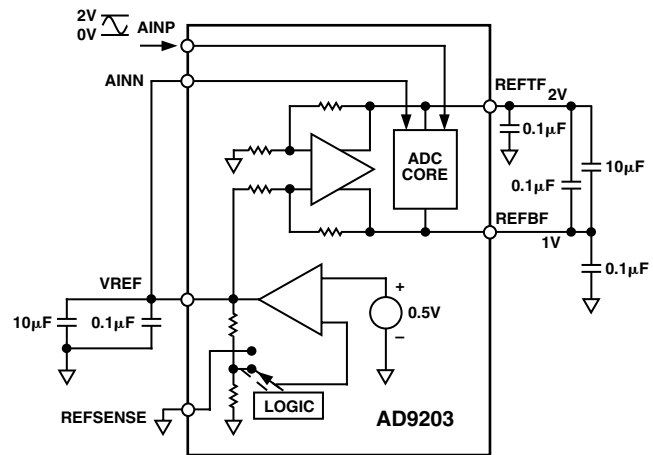 2V
0V
AINP
AINN
REFTF
2V
0.1μF
ADC
CORE
0.1μF
10μF
REFBF
1V
0.1μF
VREF
10μF
0.1μF
+
0.5V
–
LOGIC
REFSENSE
AD9203